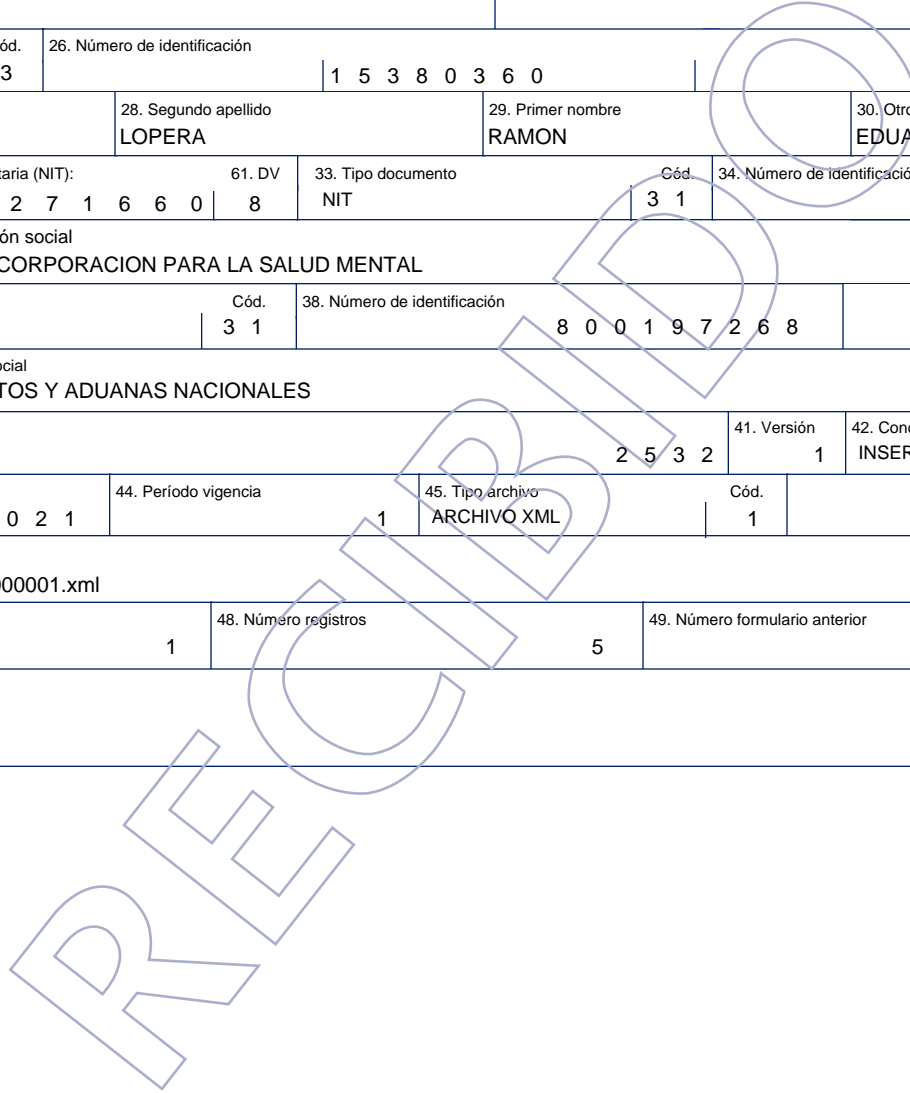 ód. 26. Número de identificación
3 1 5 3 8 0 3 6 0
28. Segundo apellido 29. Primer nombre 30. Otro
LOPERA RAMON EDUA
taria (NIT): 61. DV 33. Tipo documento Cód. 34. Número de identificació
2 7 1 6 6 0 8 NIT 3 1
ón social
CORPORACION PARA LA SALUD MENTAL
Cód. 38. Número de identificación
3 1 8 0 0 1 9 7 2 6 8
ocial
TOS Y ADUANAS NACIONALES
41. Versión 42. Conc
2 5 3 2 1 INSER
44. Período vigencia 45. Tipo archivo Cód.
0 2 1 1 ARCHIVO XML 1
000001.xml
48. Número registros 49. Número formulario anterior
1 5
RECIBIDO